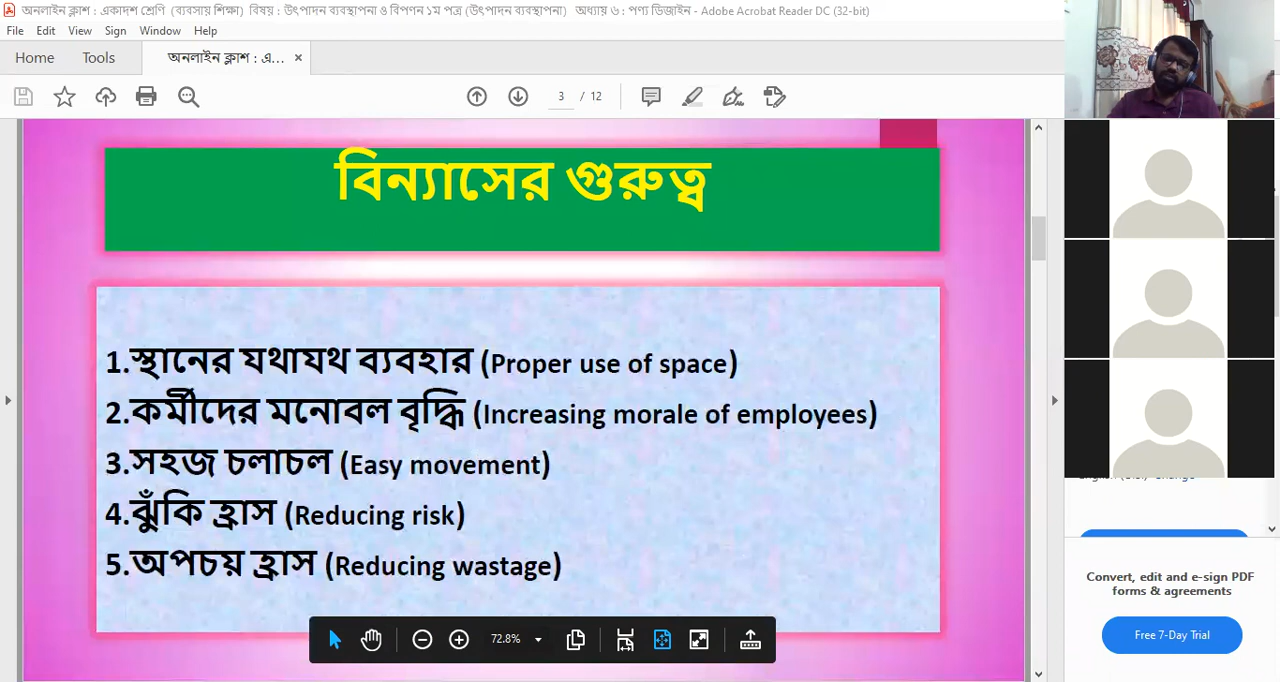 অনলাইন ক্লাশ : একাদশ শ্রেণি (ব্যবসায় শিক্ষা) বিষয় : উৎপাদন ব্যবস্থাপনা ও বিপণন ১ম পত্র (উৎপাদন ব্যবস্থাপনা) অধ্যায় ৬ : পণ্য ডিজাইন - Adobe Acrobat Reader DC (32-bit)
File Edit View Sign Window Help
Home Tools অনলাইন ক্লাশ : এ... ×
3 / 12
বিন্যাসের গুরুত্ব
1.স্থানের যথাযথ ব্যবহার (Proper use of space)
2.কর্মীদের মনোবল বৃদ্ধি (Increasing morale of employees)
3.সহজ চলাচল (Easy movement)
4.ঝুঁকি হ্রাস (Reducing risk)
5.অপচয় হ্রাস (Reducing wastage)
72.8%
Convert, edit and e-sign PDF
forms & agreements
Free 7-Day Trial